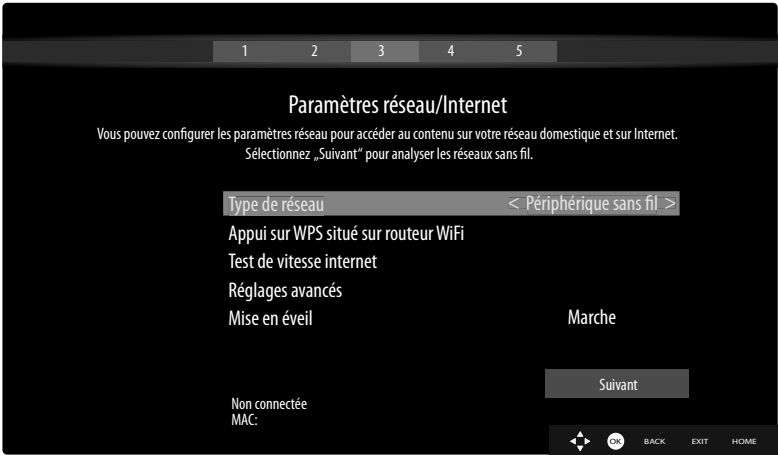 1 2 3 4 5
Paramètres réseau/Internet
Vous pouvez configurer les paramètres réseau pour accéder au contenu sur votre réseau domestique et sur Internet.
Sélectionnez „Suivant“ pour analyser les réseaux sans fil.
Type de réseau < Périphérique sans fil >
Appui sur WPS situé sur routeur WiFi
Test de vitesse internet
Réglages avancés
Mise en éveil Marche
Suivant
Non connectée
MAC:
OK BACK EXIT HOME